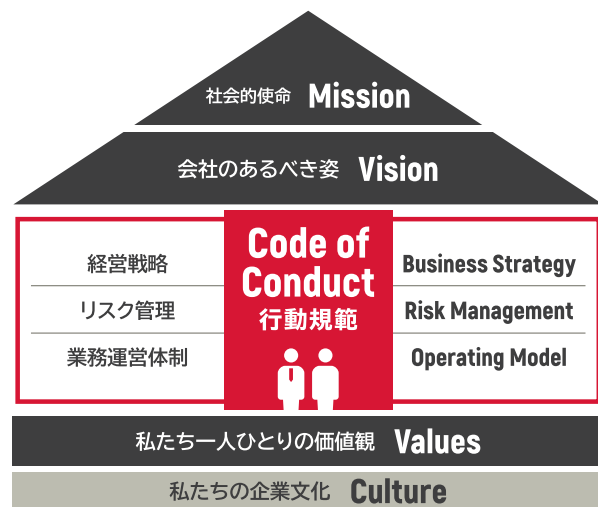 社会的使命 Mission
会社のあるべき姿 Vision
Code of
Conduct
行動規範
経営戦略
Business Strategy
リスク管理
Risk Management
業務運営体制
Operating Model
私たち一人ひとりの価値観 Values
私たちの企業文化 Culture